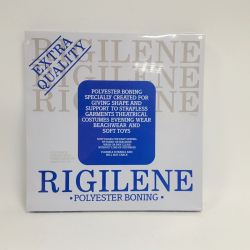 RIGILENE
RIGILENE
RIGILENE
EXTRA
QUALITY
POLYESTER BONING
SPECIALLY CREATED FOR
GIVING SHAPE AND
SUPPORT TO STRAPLESS
GARMENTS THEATRICAL
COSTUMES EVENING WEAR
BEACHWEAR AND
SOFT TOYS
RIGILENE
• POLYESTER BONING •